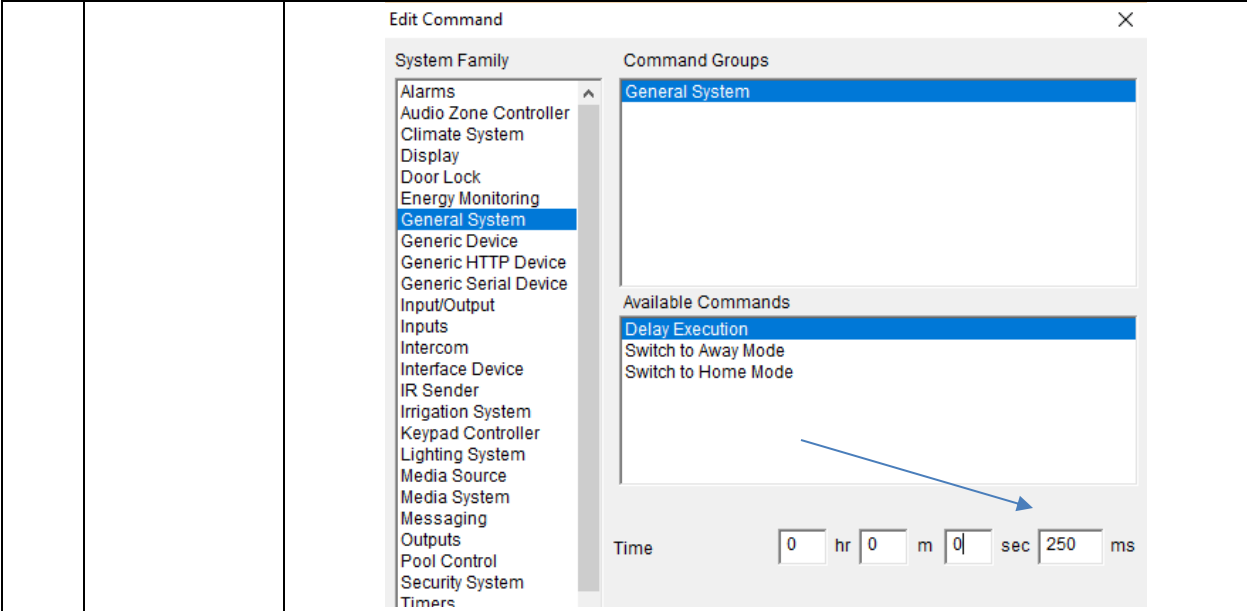 Edit Command
System Family
Alarms
Audio Zone Controller
Climate System
Display
Door Lock
Energy Monitoring
General System
Generic Device
Generic HTTP Device
Generic Serial Device
Input/Output
Inputs
Intercom
Interface Device
IR Sender
Irrigation System
Keypad Controller
Lighting System
Media Source
Media System
Messaging
Outputs
Pool Control
Security System
Timers
Command Groups
General System
Available Commands
Delay Execution
Switch to Away Mode
Switch to Home Mode
Time 0 hr 0 m 0 sec 250 ms